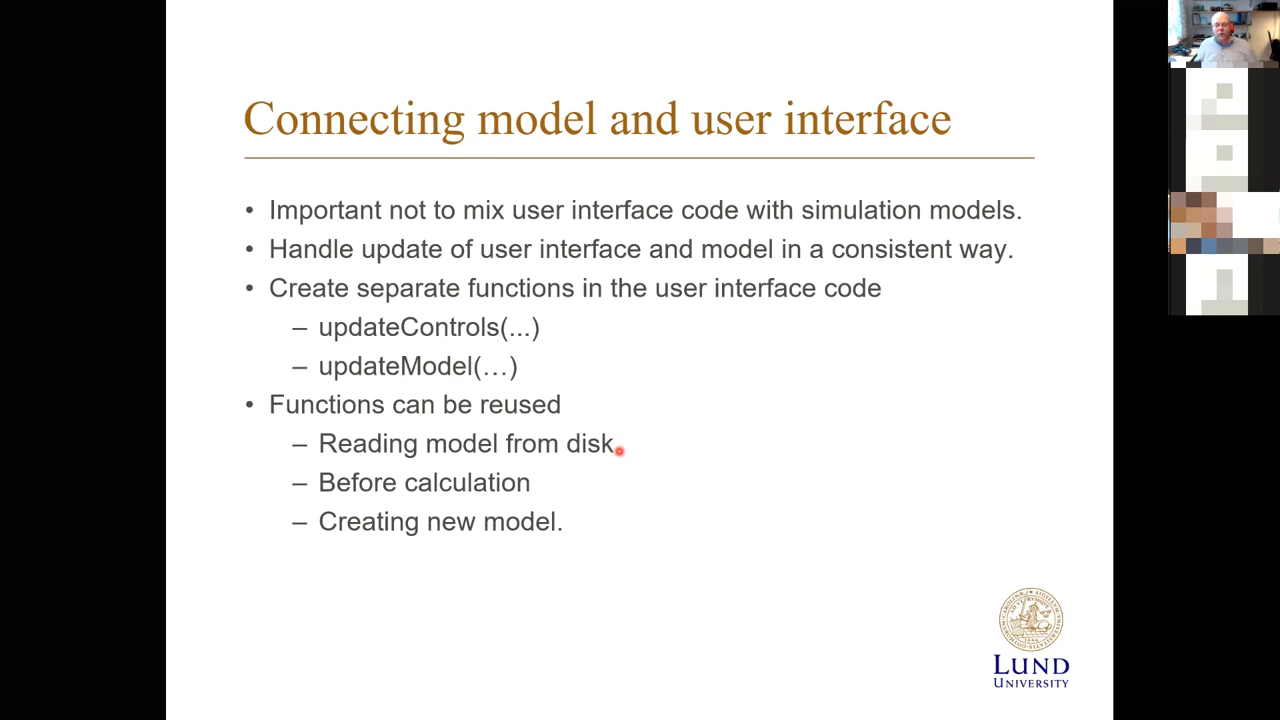 Connecting model and user interface
• Important not to mix user interface code with simulation models.
• Handle update of user interface and model in a consistent way.
• Create separate functions in the user interface code
– updateControls(...)
– updateModel(…)
• Functions can be reused
– Reading model from disk.
– Before calculation
– Creating new model.
LUND
UNIVERSITY